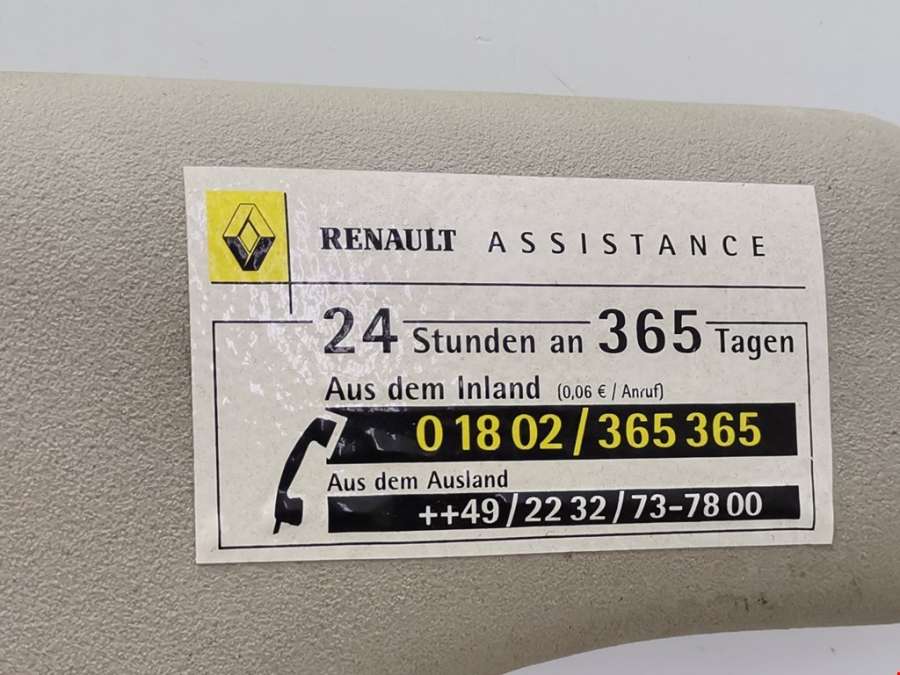 RENAULT ASSISTANCE
24 Stunden an 365 Tagen
Aus dem Inland (0,06 € / Anruf)
0 18 02 / 365 365
Aus dem Ausland
++49 / 22 32 / 73-78 00